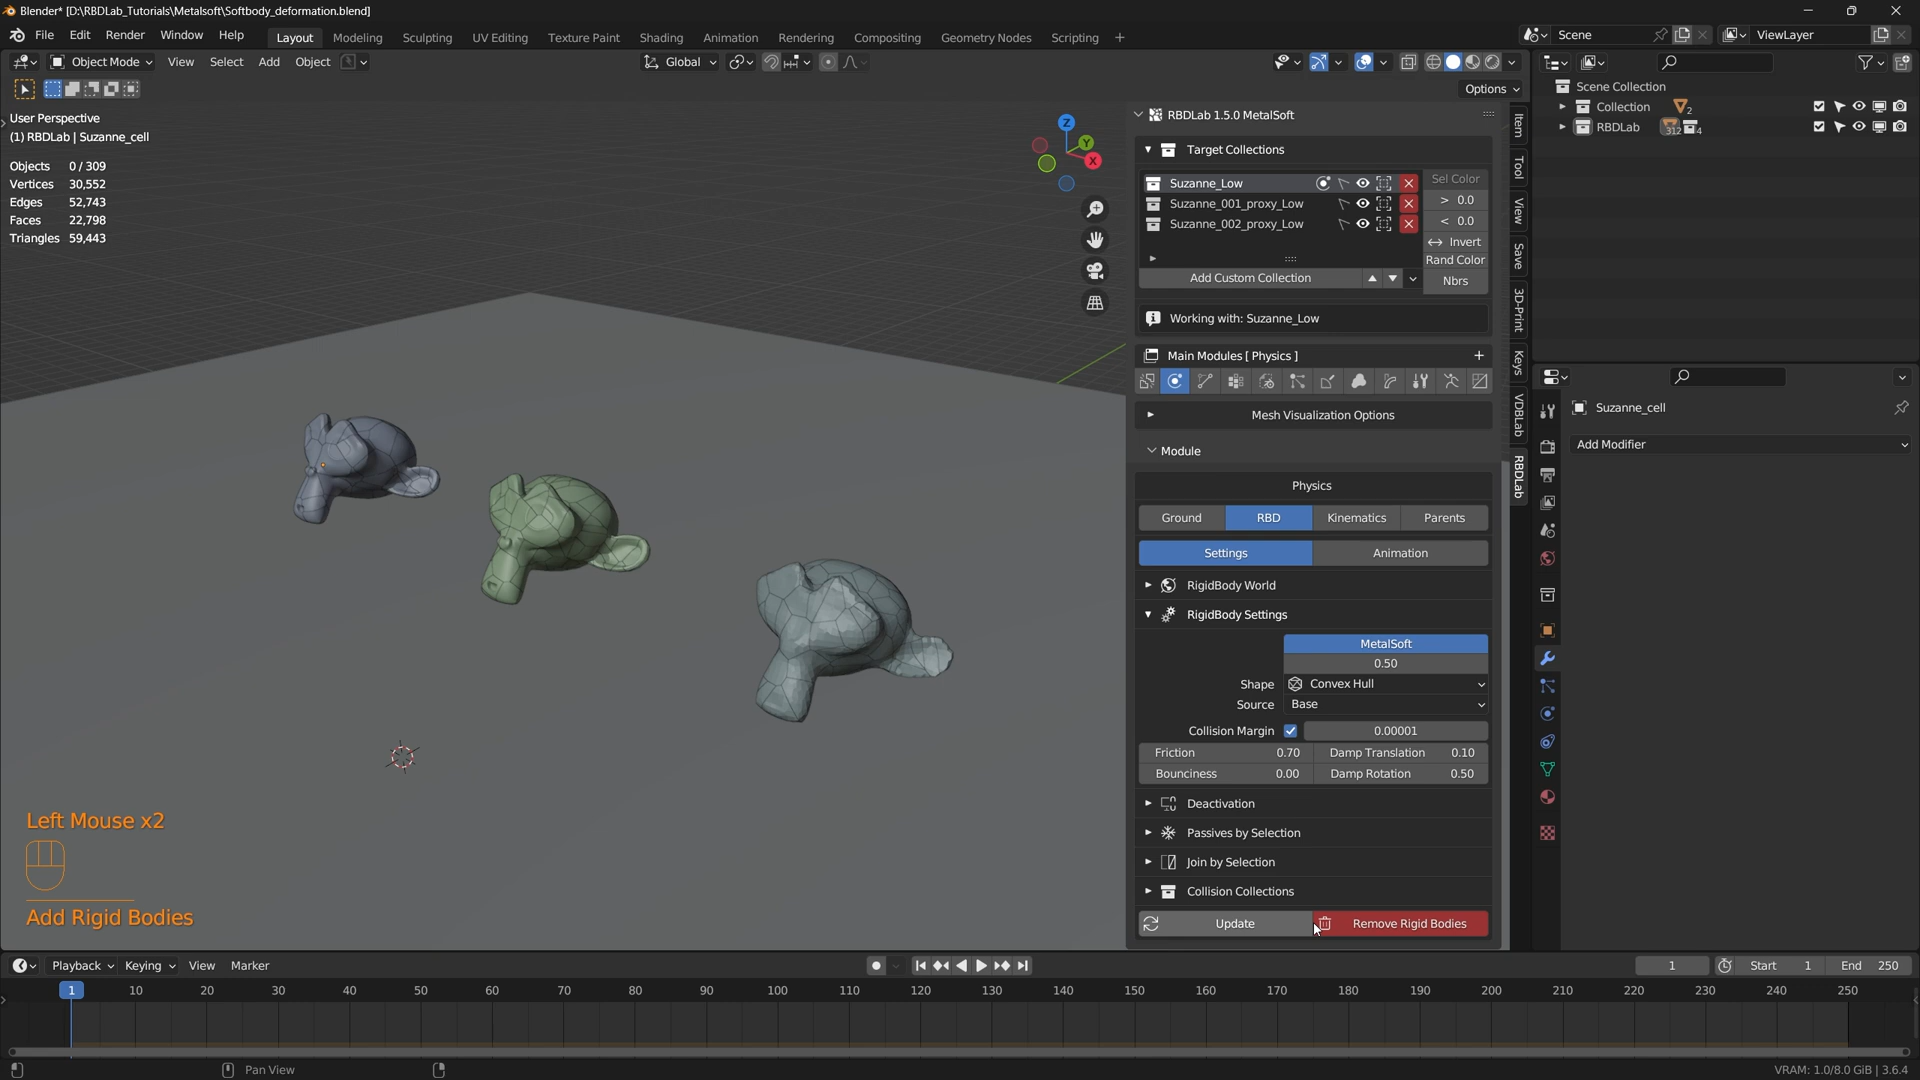 Blender* [D:\RBDLab_Tutorials\Metalsoft\Softbody_deformation.blend]
File Edit Render Window Help Layout Modeling Sculpting UV Editing Texture Paint Shading Animation Rendering Compositing Geometry Nodes Scripting + Scene ViewLayer
Object Mode View Select Add Object Global
Options
User Perspective
(1) RBDLab | Suzanne_cell
Objects 0 / 309
Vertices 30,552
Edges 52,743
Faces 22,798
Triangles 59,443
Z
Y
X
Left Mouse x2
Add Rigid Bodies
RBDLab 1.5.0 MetalSoft
Target Collections
Suzanne_Low Sel Color
Suzanne_001_proxy_Low > 0.0
Suzanne_002_proxy_Low < 0.0
Invert
Rand Color
Add Custom Collection Nbrs
Working with: Suzanne_Low
Main Modules [ Physics ] +
Mesh Visualization Options
Module
Physics
Ground RBD Kinematics Parents
Settings Animation
RigidBody World
RigidBody Settings
MetalSoft
0.50
Shape Convex Hull
Source Base
Collision Margin 0.00001
Friction 0.70 Damp Translation 0.10
Bounciness 0.00 Damp Rotation 0.50
Deactivation
Passives by Selection
Join by Selection
Collision Collections
Update Remove Rigid Bodies
Item
Tool
View
Save
3D-Print
Keys
VDBLab
RBDLab
Scene Collection
Collection 2
RBDLab 312 4
Suzanne_cell
Add Modifier
Playback Keying View Marker 1 Start 1 End 250
1 10 20 30 40 50 60 70 80 90 100 110 120 130 140 150 160 170 180 190 200 210 220 230 240 250
Pan View VRAM: 1.0/8.0 GiB | 3.6.4